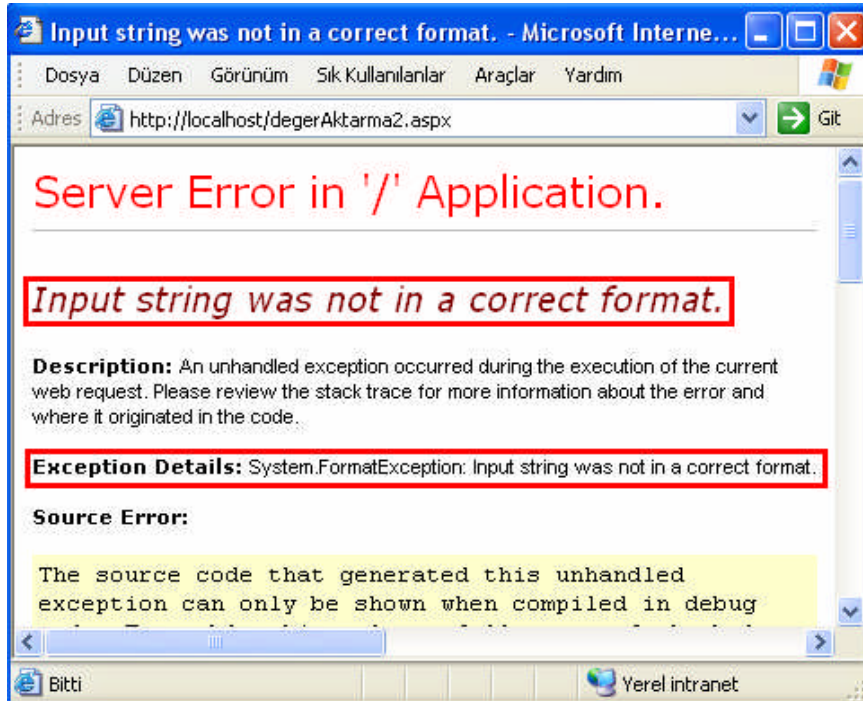 Input string was not in a correct format. - Microsoft Interne...
Dosya Düzen Görünüm Sık Kullanılanlar Araçlar Yardım
Adres http://localhost/degerAktarma2.aspx Git
Server Error in '/' Application.
Input string was not in a correct format.
Description: An unhandled exception occurred during the execution of the current
web request. Please review the stack trace for more information about the error and
where it originated in the code.
Exception Details: System.FormatException: Input string was not in a correct format.
Source Error:
The source code that generated this unhandled
exception can only be shown when compiled in debug
Bitti Yerel intranet